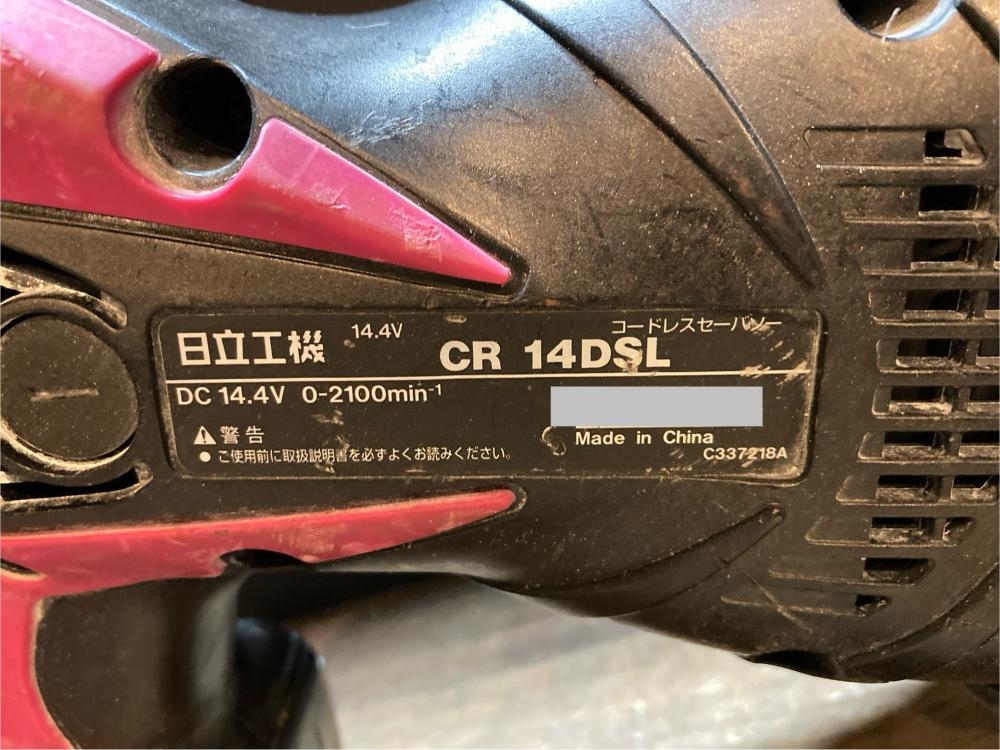 コードレスセーバソー
日立工機 14.4V CR 14DSL
DC 14.4V 0-2100min⁻¹
警告
● ご使用前に取扱説明書を必ずよくお読みください。
Made in China
C337218A